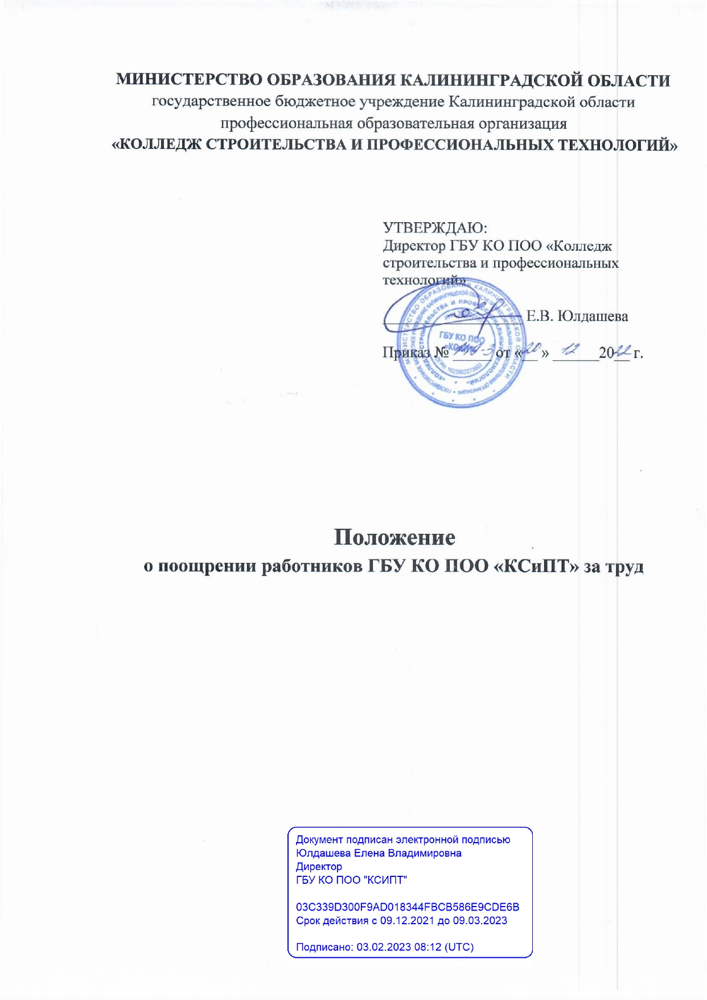 МИНИСТЕРСТВО ОБРАЗОВАНИЯ КАЛИНИНГРАДСКОЙ ОБЛАСТИ
государственное бюджетное учреждение Калининградской области
профессиональная образовательная организация
«КОЛЛЕДЖ СТРОИТЕЛЬСТВА И ПРОФЕССИОНАЛЬНЫХ ТЕХНОЛОГИЙ»
УТВЕРЖДАЮ:
Директор ГБУ КО ПОО «Колледж
строительства и профессиональных
технологий»
Е.В. Юлдашева
ГБУ КО ПОО
«КСиПТ»
Приказ № от «20» 12 2022 г.
Положение
о поощрении работников ГБУ КО ПОО «КСиПТ» за труд
Документ подписан электронной подписью
Юлдашева Елена Владимировна
Директор
ГБУ КО ПОО "КСИПТ"
03C339D300F9AD018344FBCB586E9CDE6B
Срок действия с 09.12.2021 до 09.03.2023
Подписано: 03.02.2023 08:12 (UTC)